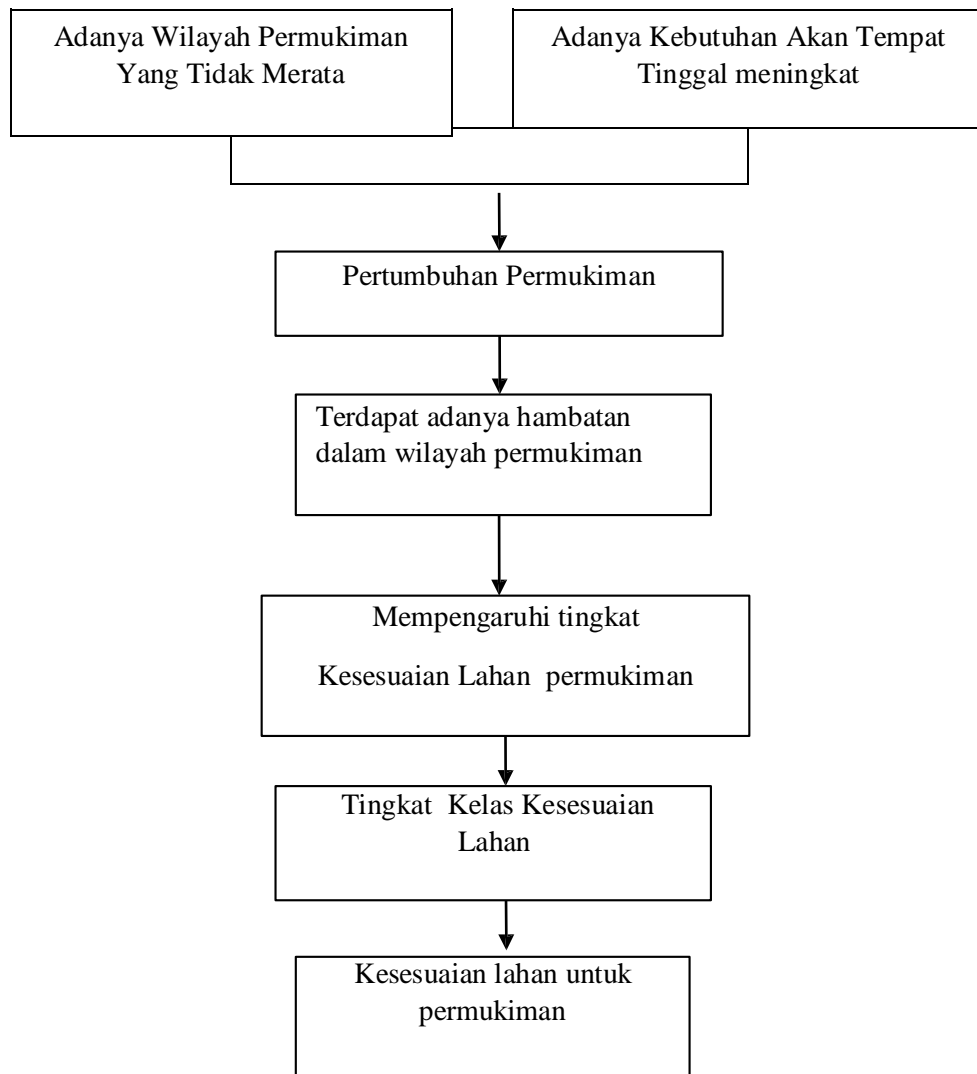 Adanya Wilayah Permukiman
Yang Tidak Merata
Adanya Kebutuhan Akan Tempat
Tinggal meningkat
Pertumbuhan Permukiman
Terdapat adanya hambatan
dalam wilayah permukiman
Mempengaruhi tingkat
Kesesuaian Lahan permukiman
Tingkat Kelas Kesesuaian
Lahan
Kesesuaian lahan untuk
permukiman